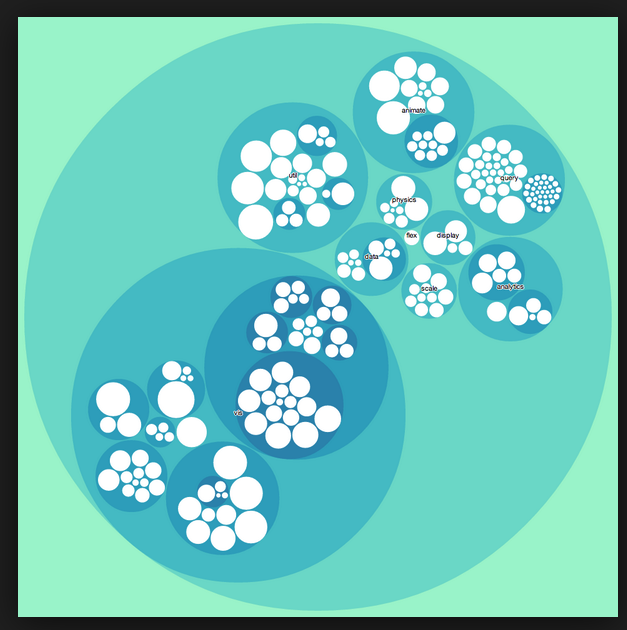 animate
util
query
physics
flex
display
data
scale
analytics
vis